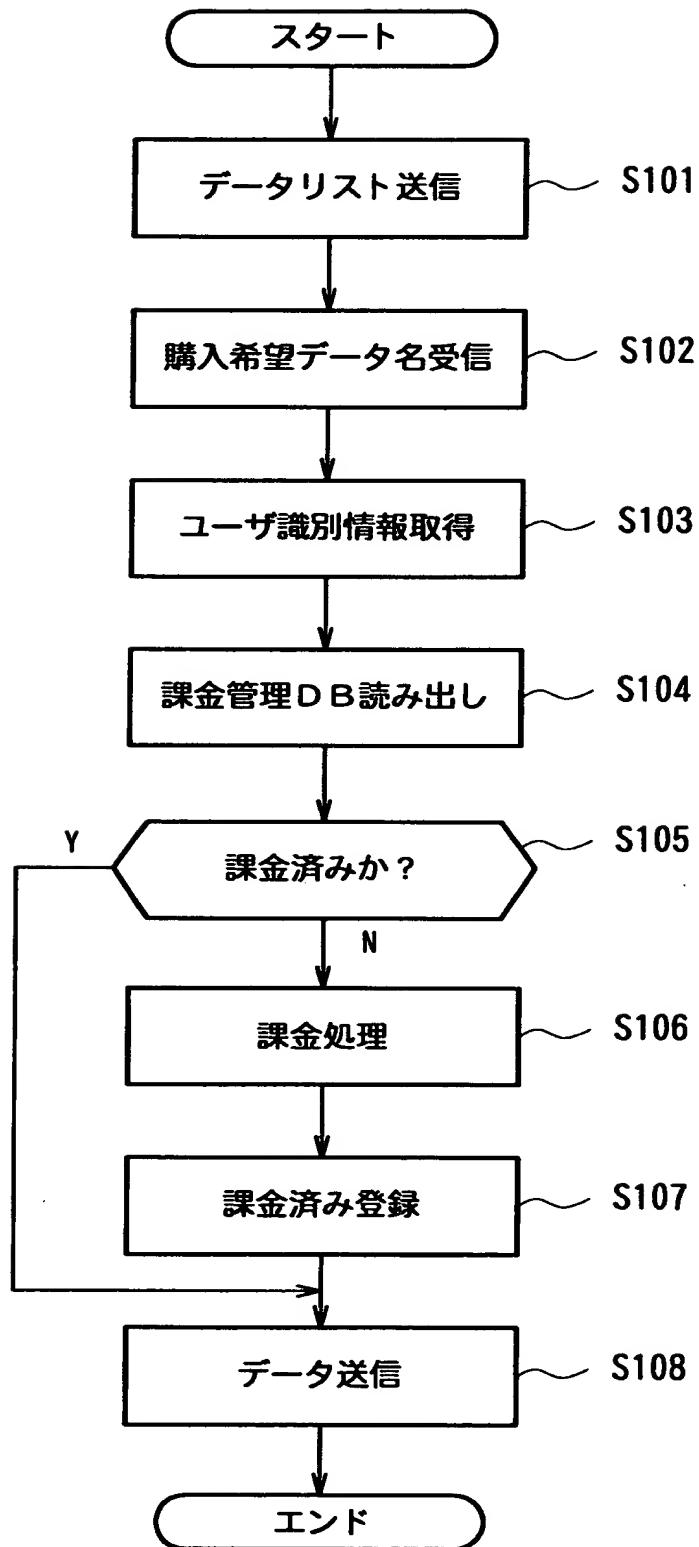 スタート
データリスト送信
S101
購入希望データ名受信
S102
ユーザ識別情報取得
S103
課金管理DB読み出し
S104
Y
課金済みか?
S105
N
課金処理
S106
課金済み登録
S107
データ送信
S108
エンド